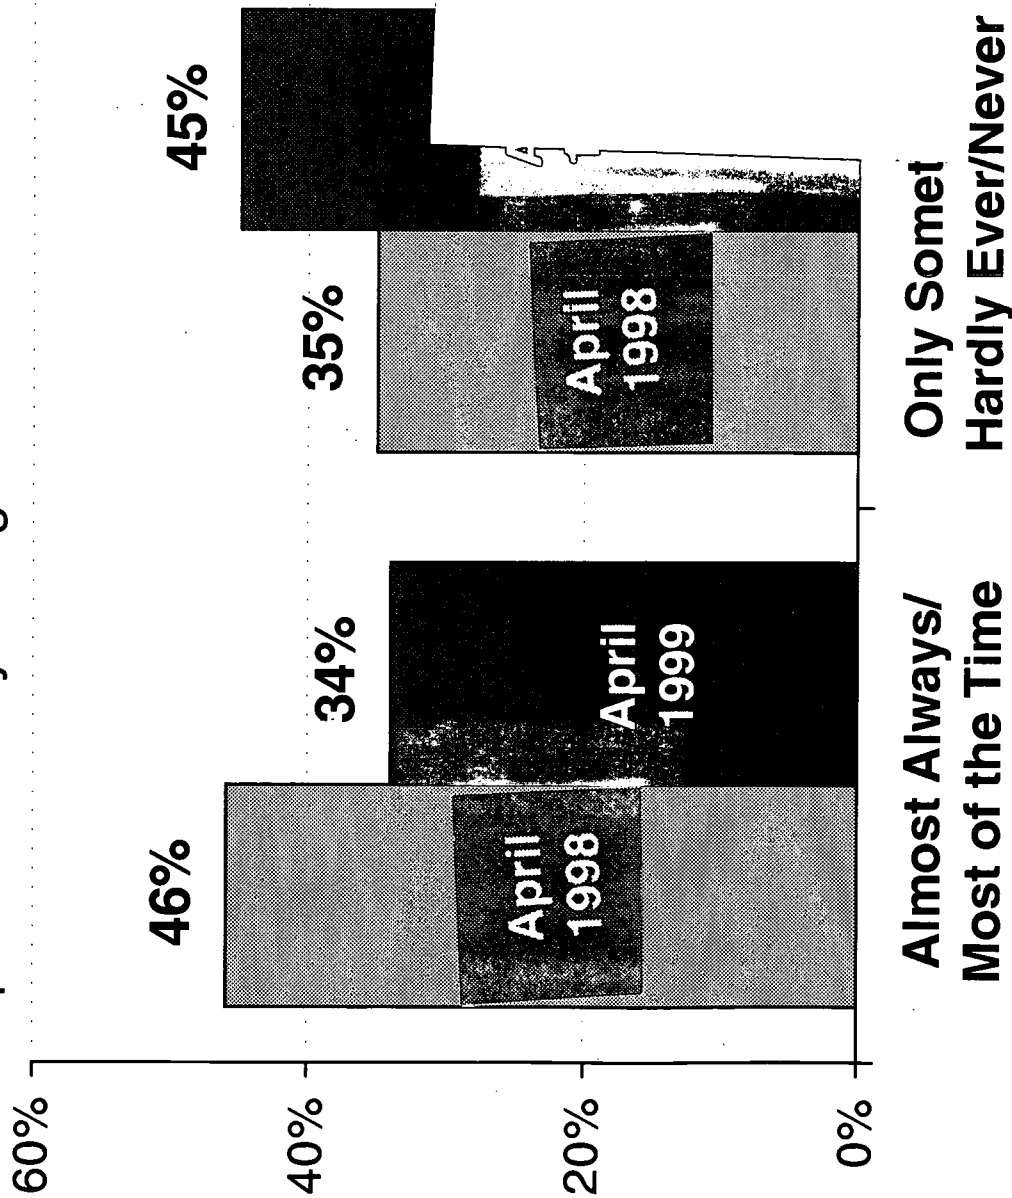 60%
40%
20%
0%
46%
34%
35%
45%
April
1998
April
1999
April
1998
Almost Always/
Most of the Time
Only Somet
Hardly Ever/Never